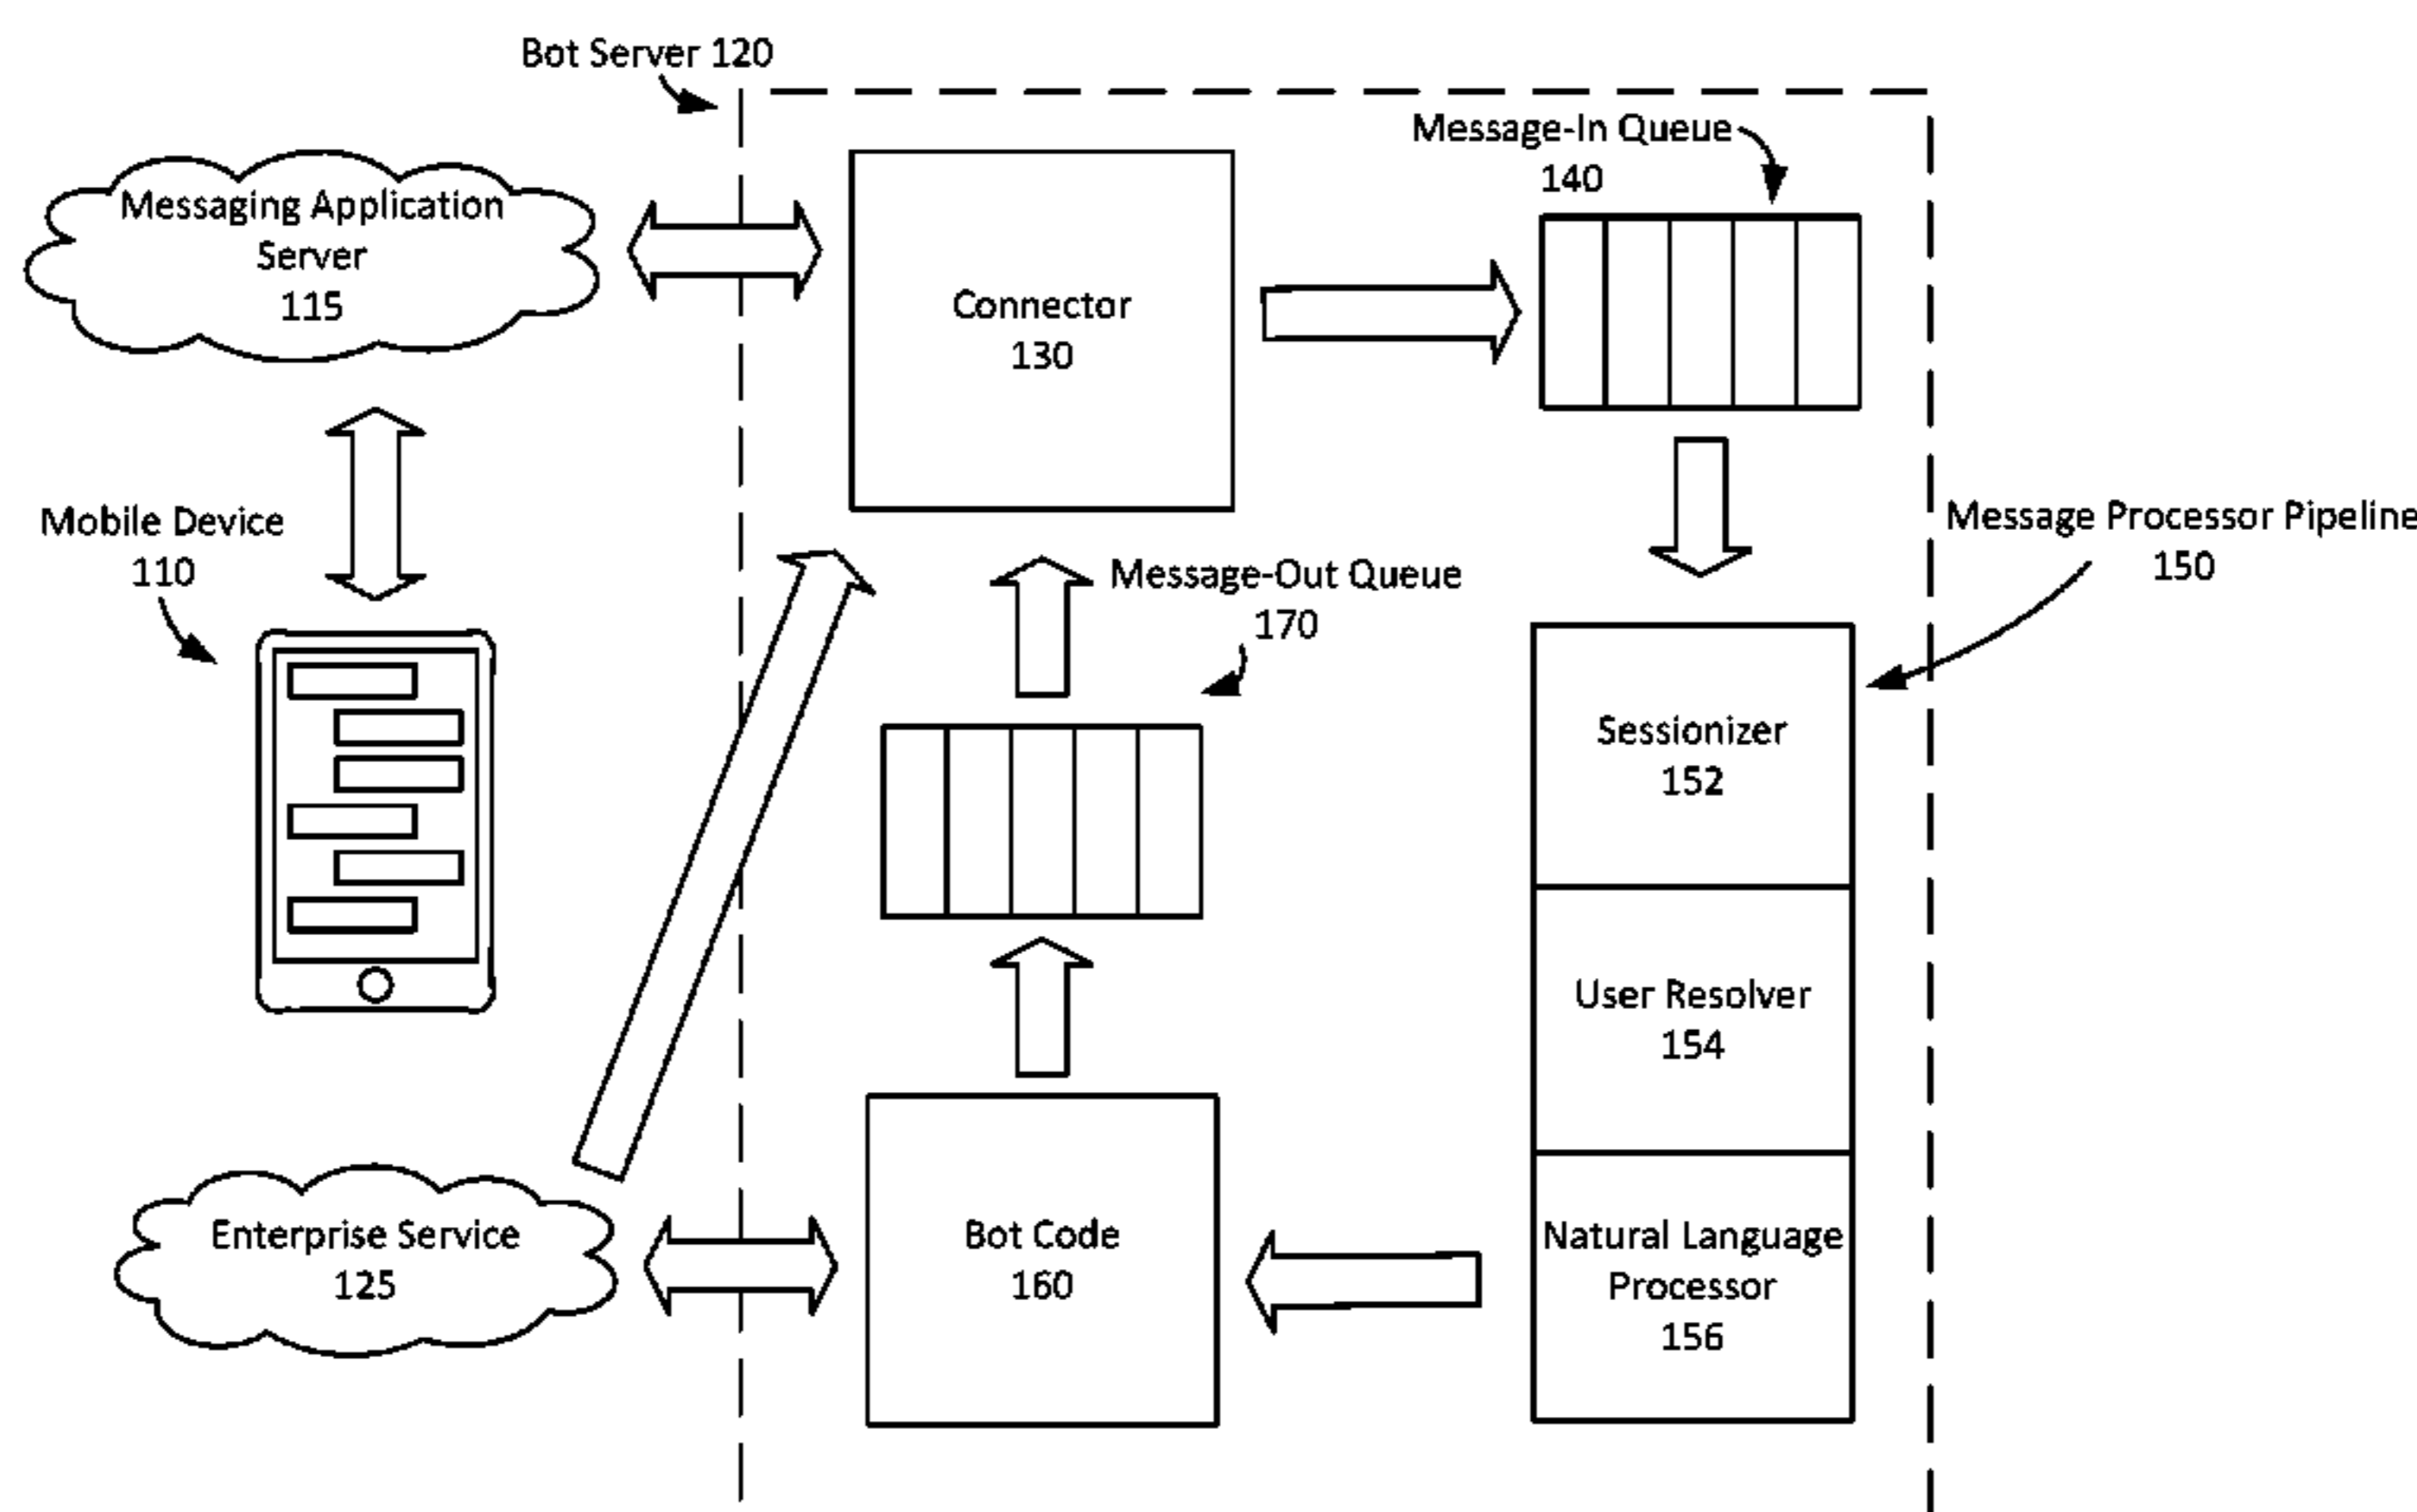 Bot Server 120
Message-In Queue
140
Messaging Application
Server
115
Connector
130
Mobile Device
110
Message-Out Queue
170
Message Processor Pipeline
150
Sessionizer
152
User Resolver
154
Enterprise Service
125
Bot Code
160
Natural Language
Processor
156